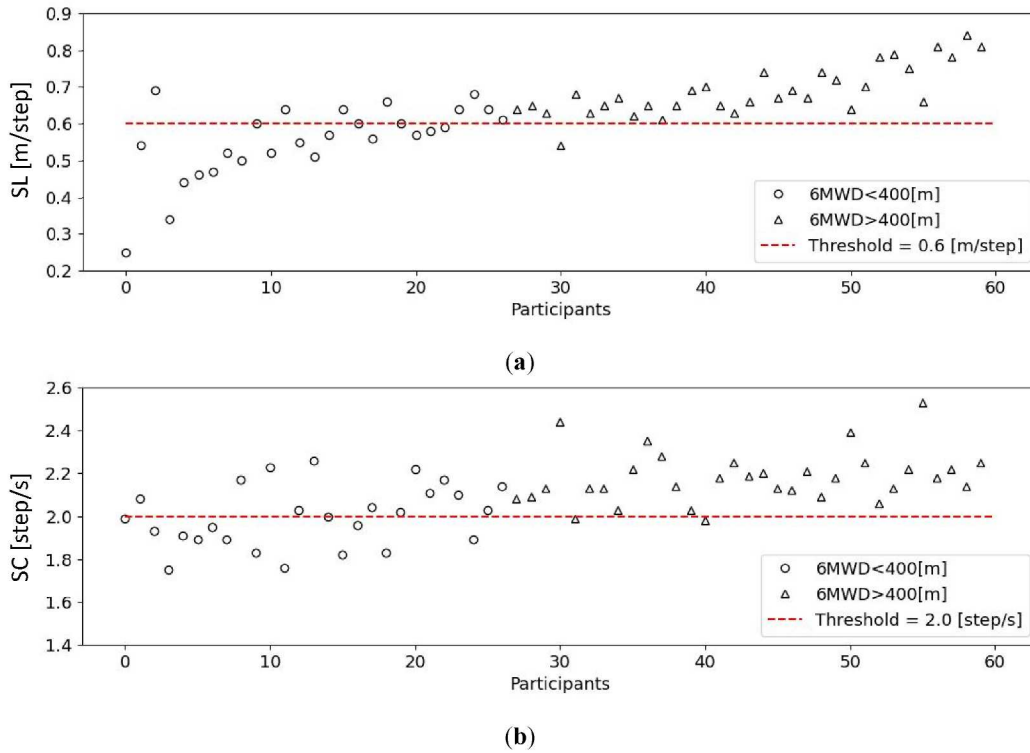 0.9
0.8
0.7
0.6
0.5
0.4
0.3
0.2
SL [m/step]
6MWD<400[m]
6MWD>400[m]
Threshold = 0.6 [m/step]
0 10 20 30 40 50 60
Participants
(a)
2.6
2.4
2.2
2.0
1.8
1.6
1.4
SC [step/s]
6MWD<400[m]
6MWD>400[m]
Threshold = 2.0 [step/s]
0 10 20 30 40 50 60
Participants
(b)